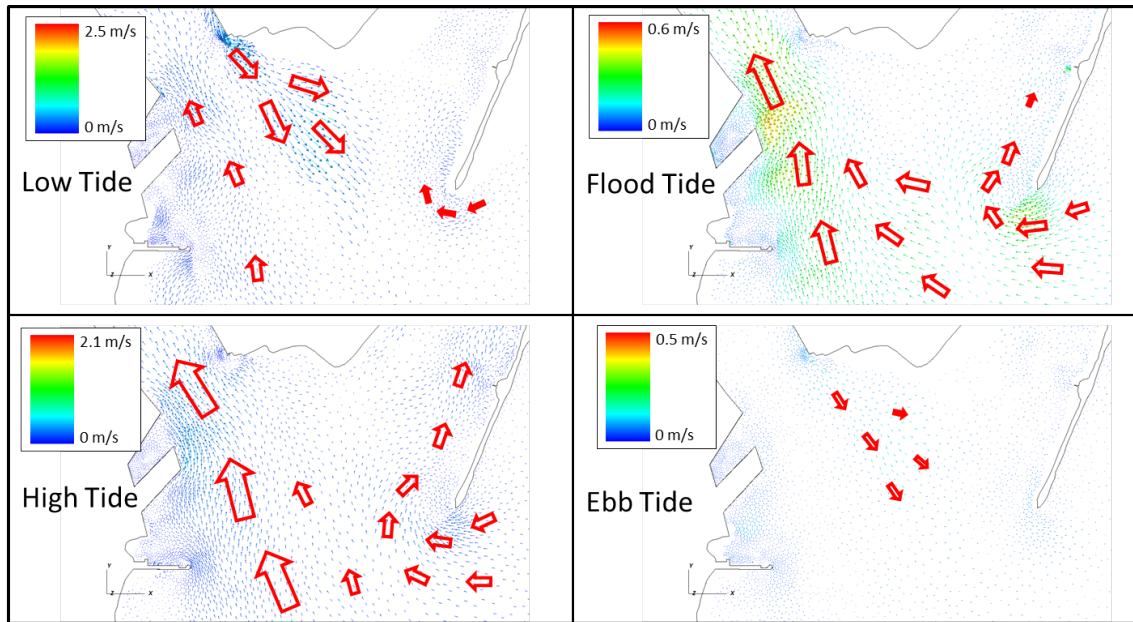 2.5 m/s
0 m/s
Low Tide
Y
Z X
0.6 m/s
0 m/s
Flood Tide
Y
Z X
2.1 m/s
0 m/s
High Tide
Y
Z X
0.5 m/s
0 m/s
Ebb Tide
Y
Z X